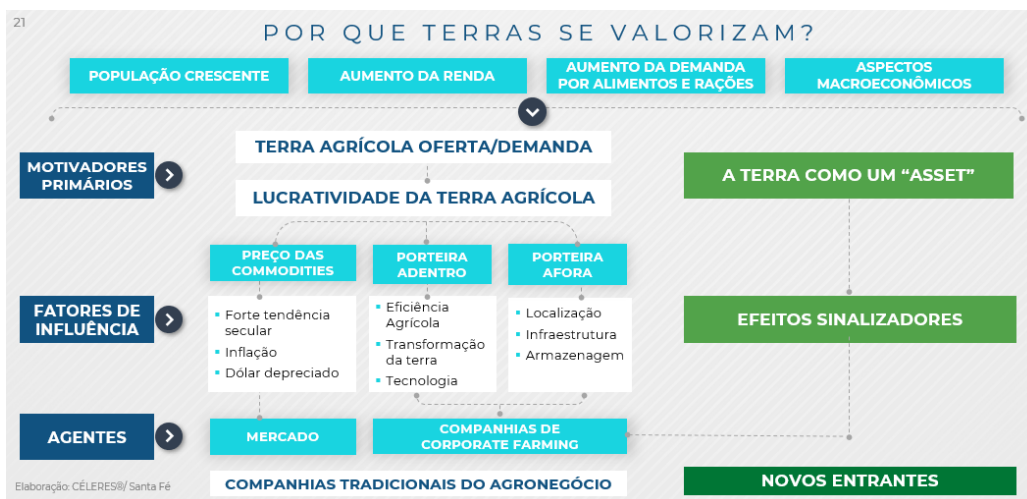 21
POR QUE TERRAS SE VALORIZAM?
POPULAÇÃO CRESCENTE
AUMENTO DA RENDA
AUMENTO DA DEMANDA
POR ALIMENTOS E RAÇÕES
ASPECTOS
MACROECONÔMICOS
MOTIVADORES
PRIMÁRIOS
TERRA AGRÍCOLA OFERTA/DEMANDA
LUCRATIVIDADE DA TERRA AGRÍCOLA
A TERRA COMO UM “ASSET”
PREÇO DAS
COMMODITIES
PORTEIRA
ADENTRO
PORTEIRA
AFORA
FATORES DE
INFLUÊNCIA
▪ Forte tendência
secular
▪ Inflação
▪ Dólar depreciado
▪ Eficiência
Agrícola
▪ Transformação
da terra
▪ Tecnologia
▪ Localização
▪ Infraestrutura
▪ Armazenagem
EFEITOS SINALIZADORES
AGENTES
MERCADO
COMPANHIAS DE
CORPORATE FARMING
COMPANHIAS TRADICIONAIS DO AGRONEGÓCIO
NOVOS ENTRANTES
Elaboração: CÉLERES®/ Santa Fé